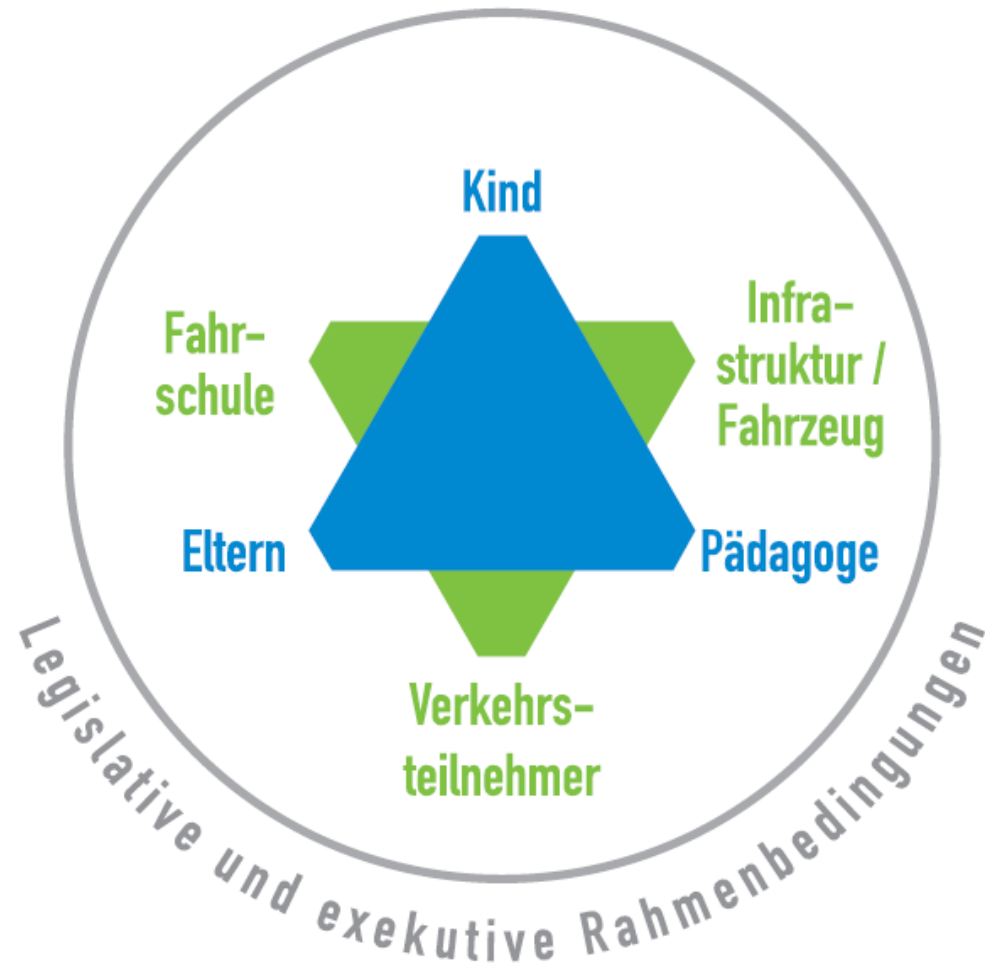 Kind
Fahr-
schule
Infra-
struktur /
Fahrzeug
Eltern
Pädagoge
Verkehrs-
teilnehmer
Legislative und exekutive Rahmenbedingungen